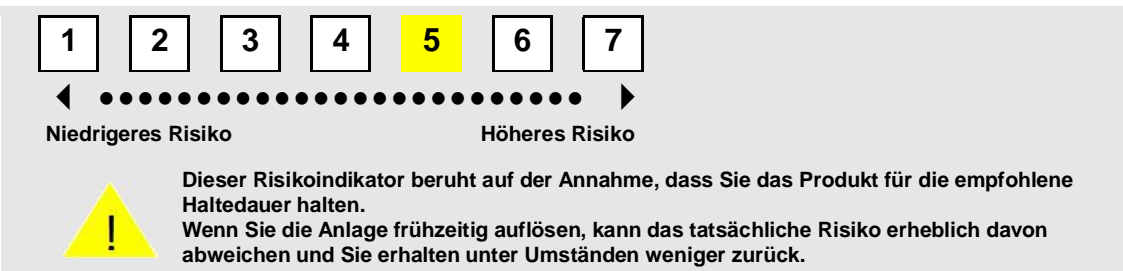 1 2 3 4 5 6 7
Niedrigeres Risiko Höheres Risiko
Dieser Risikoindikator beruht auf der Annahme, dass Sie das Produkt für die empfohlene
Haltedauer halten.
Wenn Sie die Anlage frühzeitig auflösen, kann das tatsächliche Risiko erheblich davon
abweichen und Sie erhalten unter Umständen weniger zurück.
!